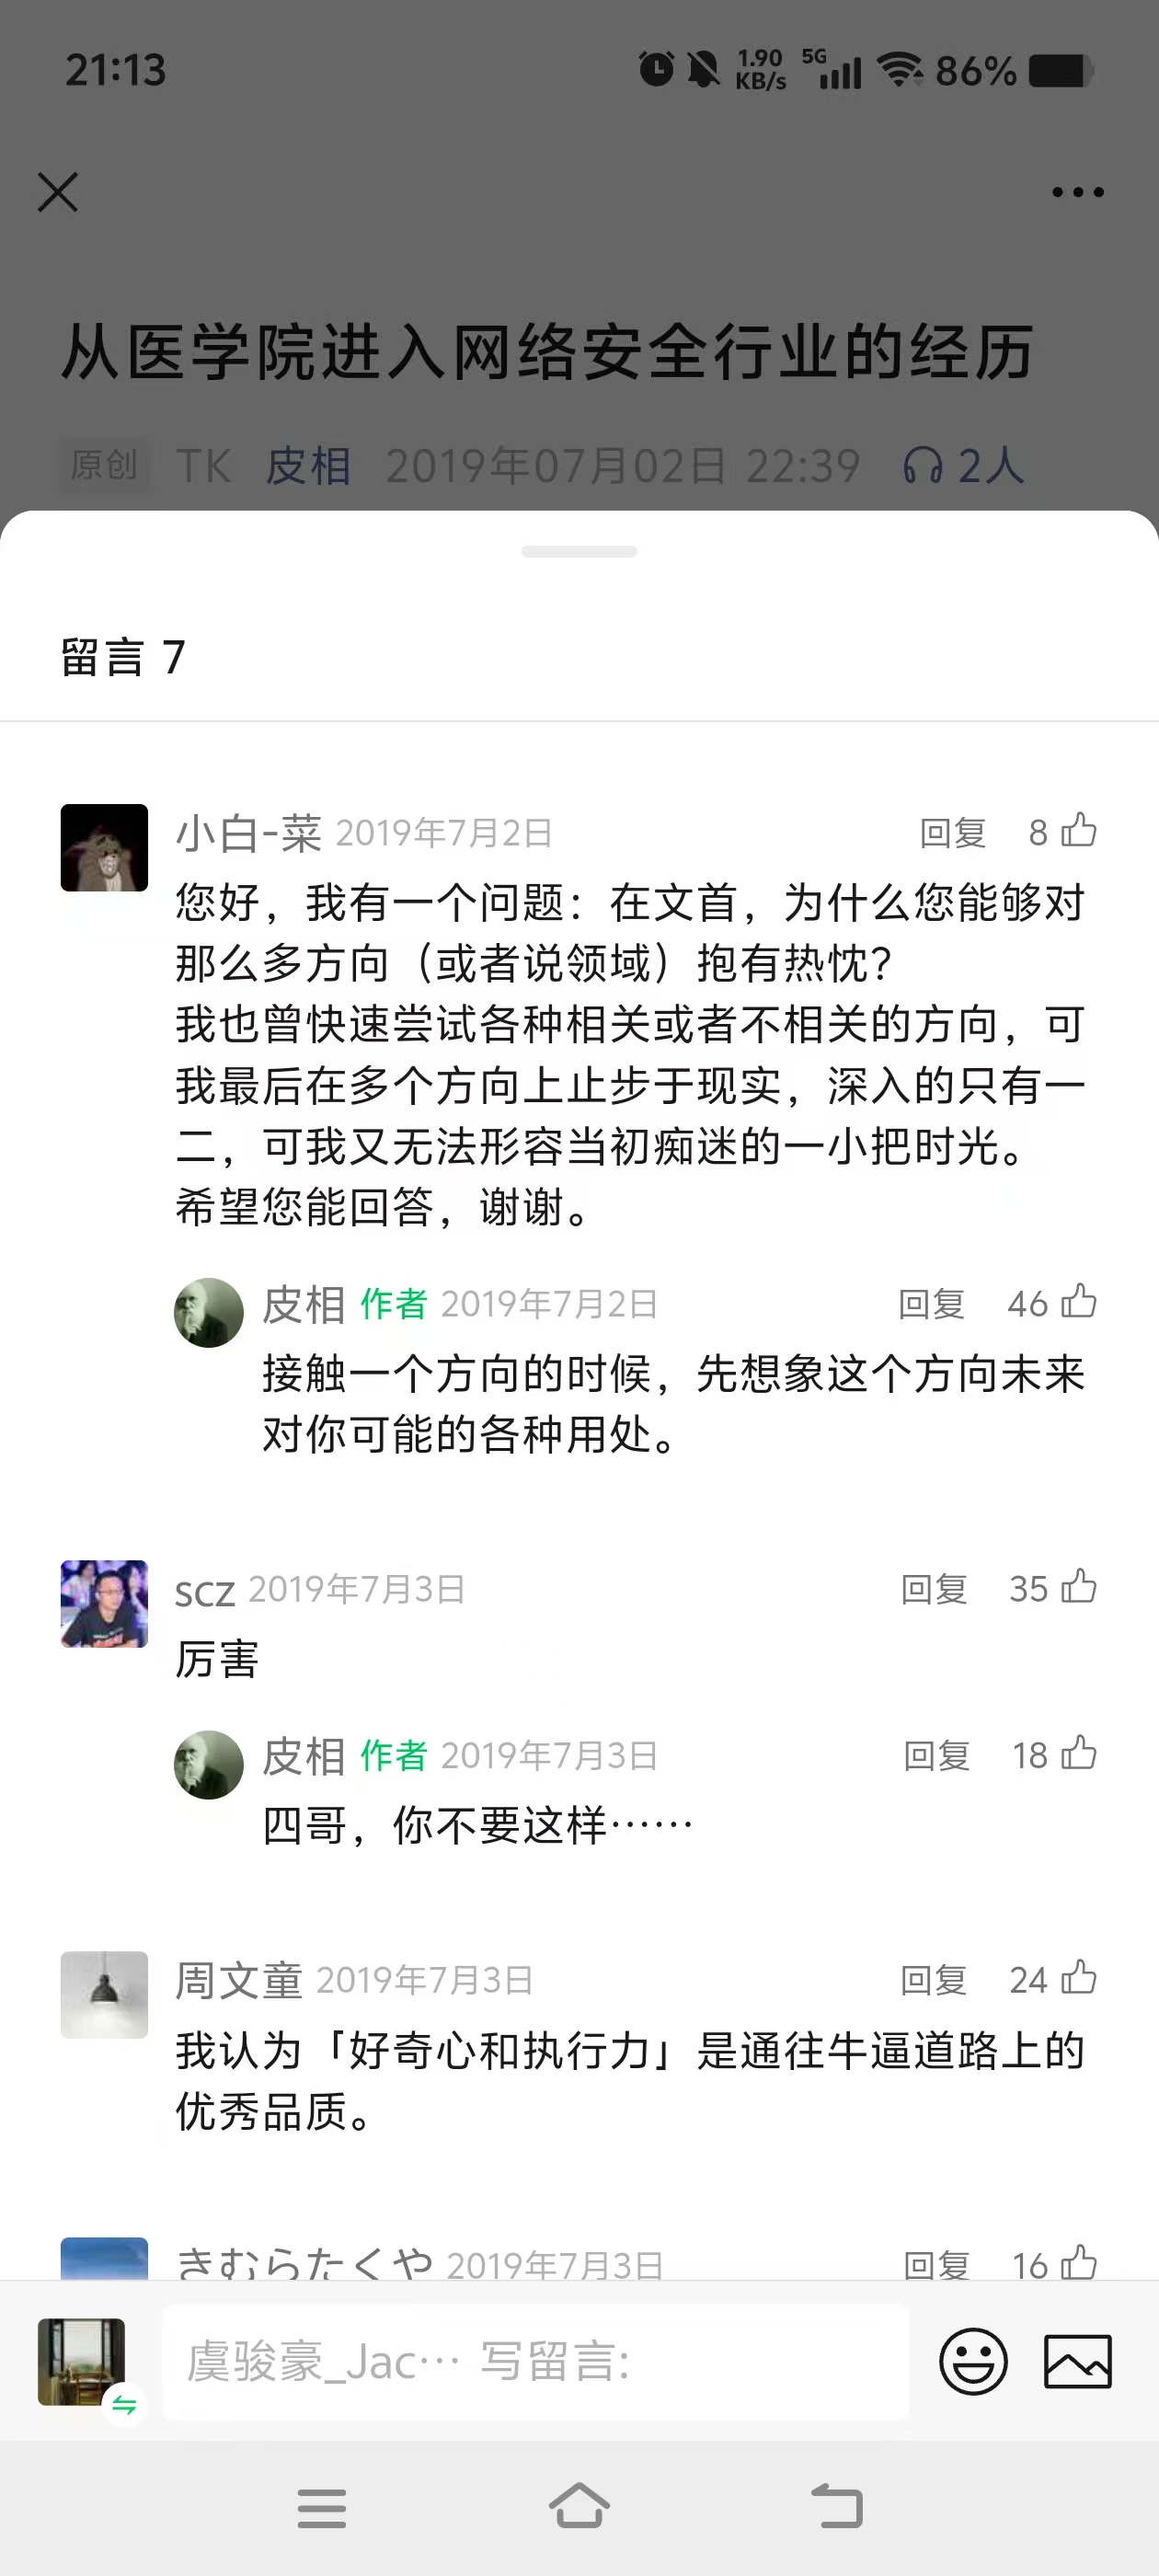 21:13
1.90
KB/s
5G
86%
从医学院进入网络安全行业的经历
原创 TK 皮相 2019年07月02日 22:39 2人
留言 7
小白-菜 2019年7月2日 回复 8
您好，我有一个问题：在文首，为什么您能够对
那么多方向（或者说领域）抱有热忱？
我也曾快速尝试各种相关或者不相关的方向，可
我最后在多个方向上止步于现实，深入的只有一
二，可我又无法形容当初痴迷的一小把时光。
希望您能回答，谢谢。
皮相 作者 2019年7月2日 回复 46
接触一个方向的时候，先想象这个方向未来
对你可能的各种用处。
scz 2019年7月3日 回复 35
厉害
皮相 作者 2019年7月3日 回复 18
四哥，你不要这样……
周文童 2019年7月3日 回复 24
我认为「好奇心和执行力」是通往牛逼道路上的
优秀品质。
きむらたくや 2019年7月3日 回复 16
虞骏豪_Jac… 写留言: